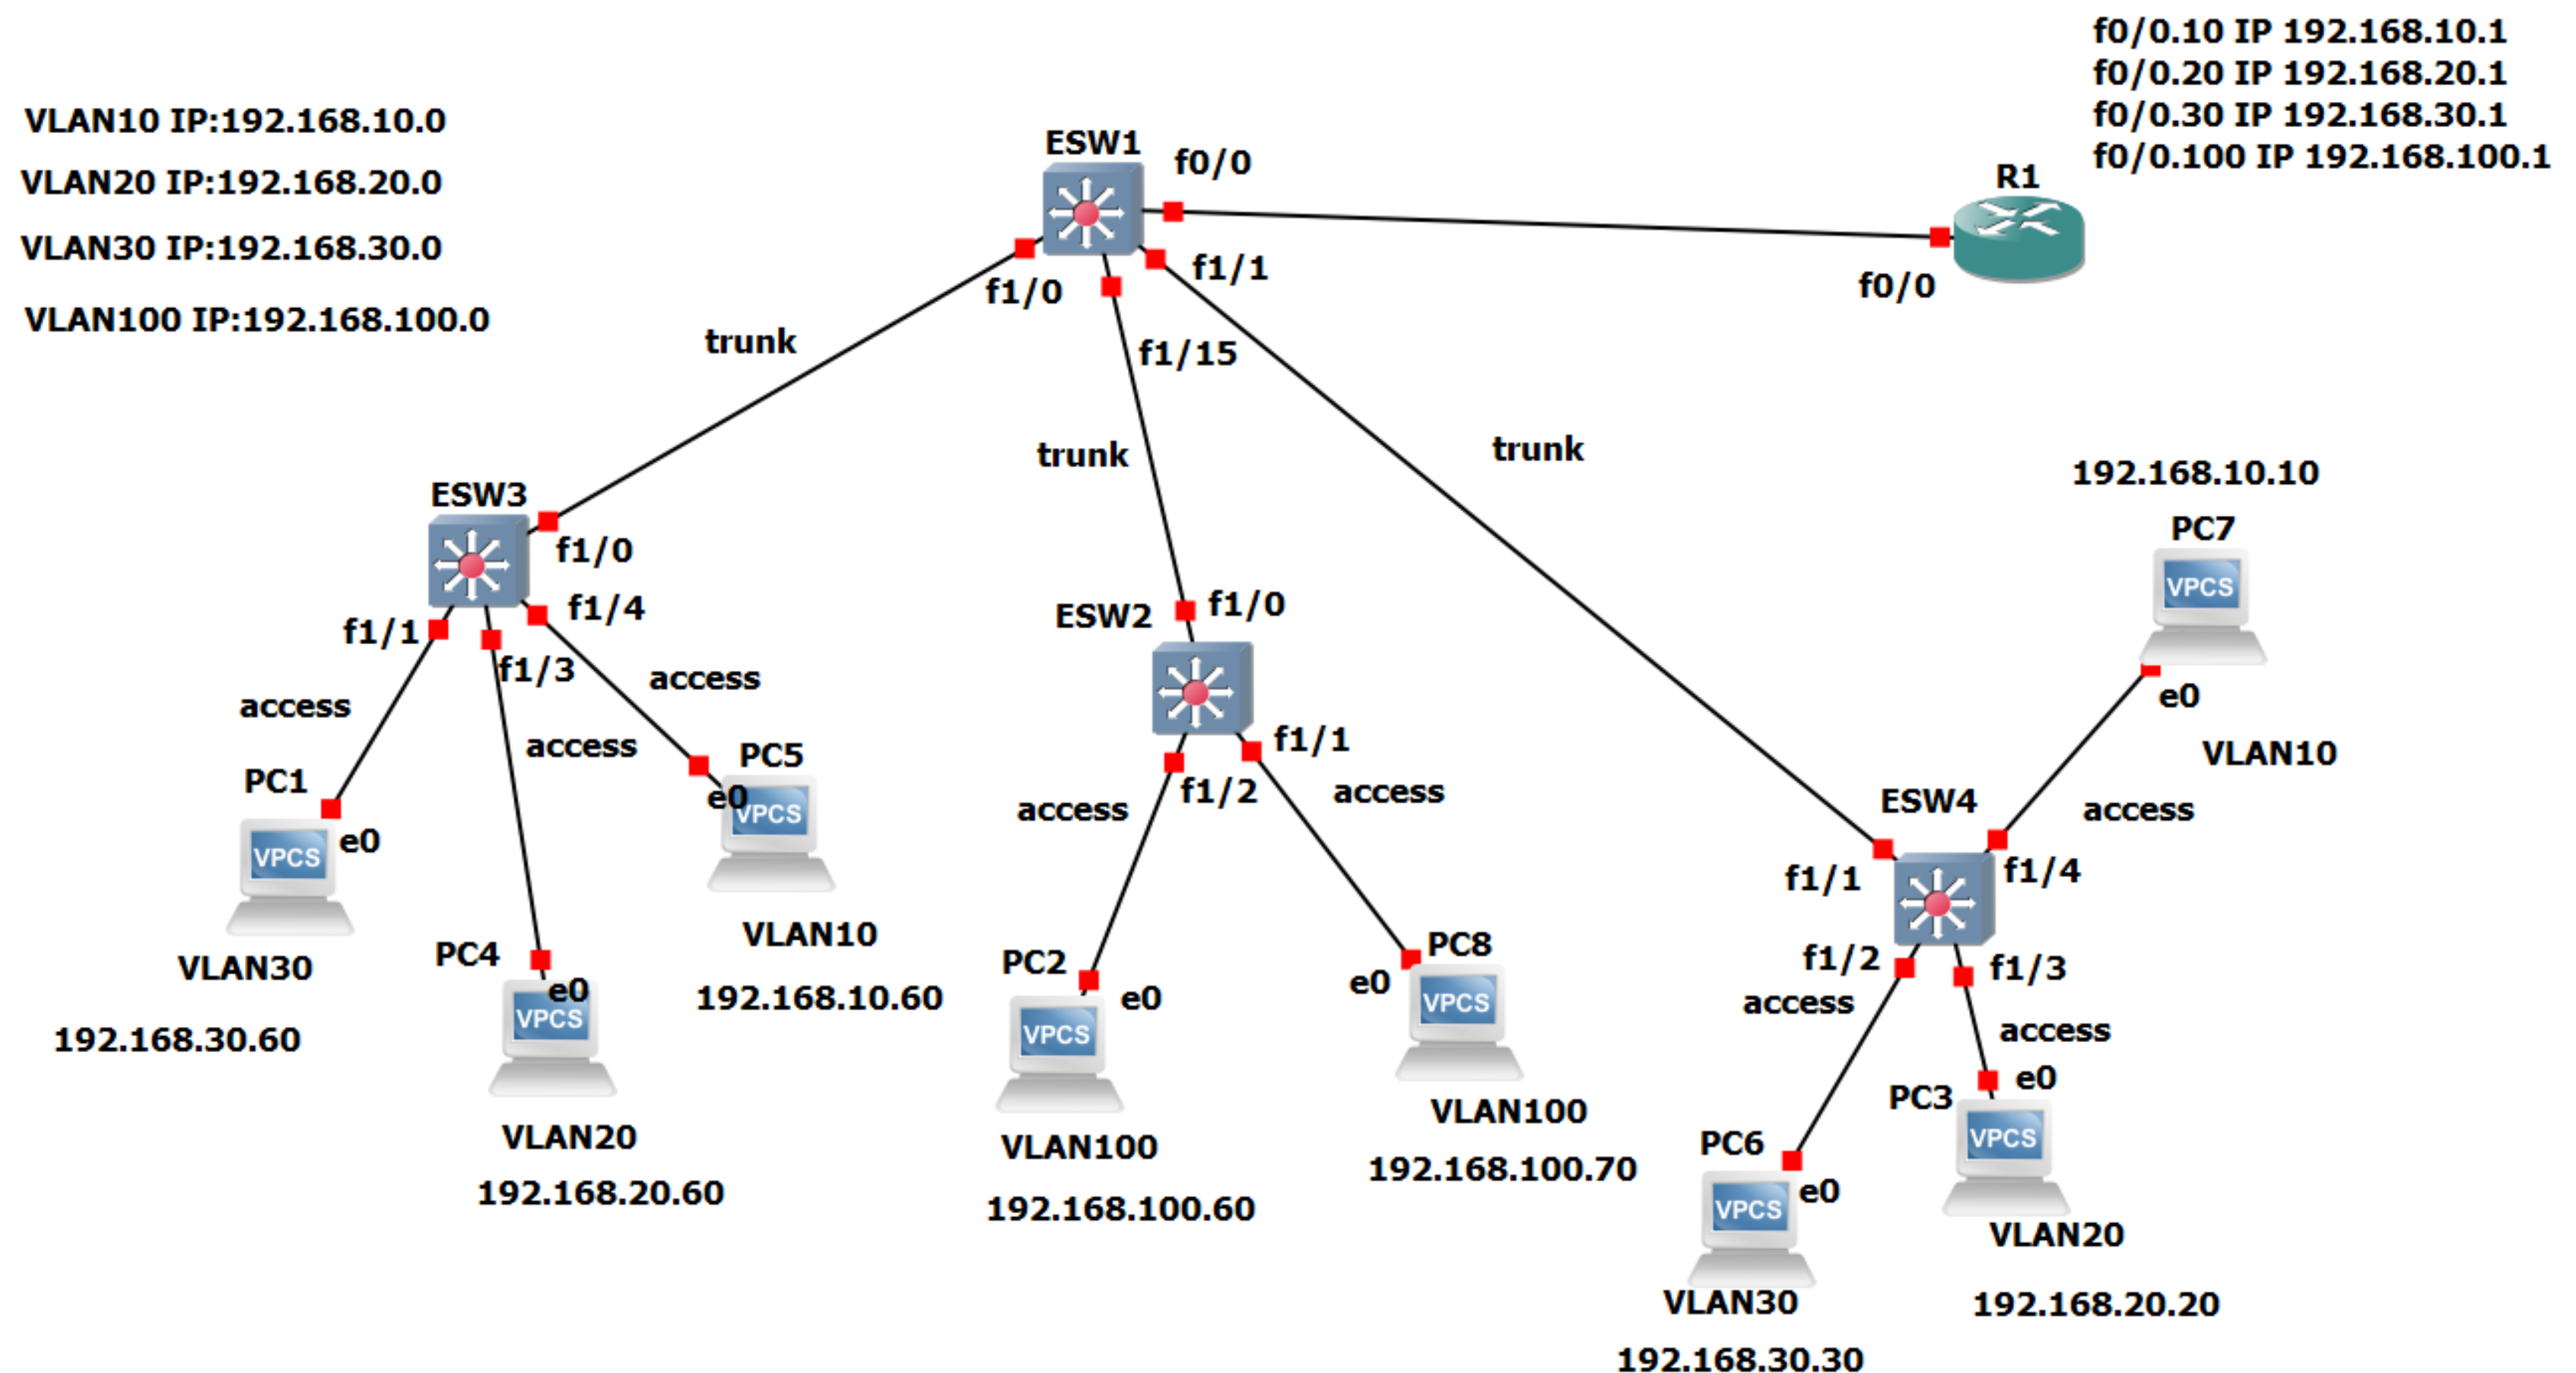 f0/0.10 IP 192.168.10.1
f0/0.20 IP 192.168.20.1
f0/0.30 IP 192.168.30.1
f0/0.100 IP 192.168.100.1
VLAN10 IP:192.168.10.0
VLAN20 IP:192.168.20.0
VLAN30 IP:192.168.30.0
VLAN100 IP:192.168.100.0
ESW1
f0/0
f1/0
f1/15
f1/1
R1
f0/0
trunk
trunk
trunk
ESW3
f1/0
f1/1
f1/3
f1/4
access
access
access
PC1
e0
VPCS
VLAN30
192.168.30.60
PC4
e0
VPCS
VLAN20
192.168.20.60
PC5
e0
VPCS
VLAN10
192.168.10.60
ESW2
f1/0
f1/2
f1/1
access
access
PC2
e0
VPCS
VLAN100
192.168.100.60
PC8
e0
VPCS
VLAN100
192.168.100.70
192.168.10.10
PC7
VPCS
e0
VLAN10
access
ESW4
f1/1
f1/4
f1/2
f1/3
access
access
PC6
e0
VPCS
VLAN30
192.168.30.30
PC3
e0
VPCS
VLAN20
192.168.20.20